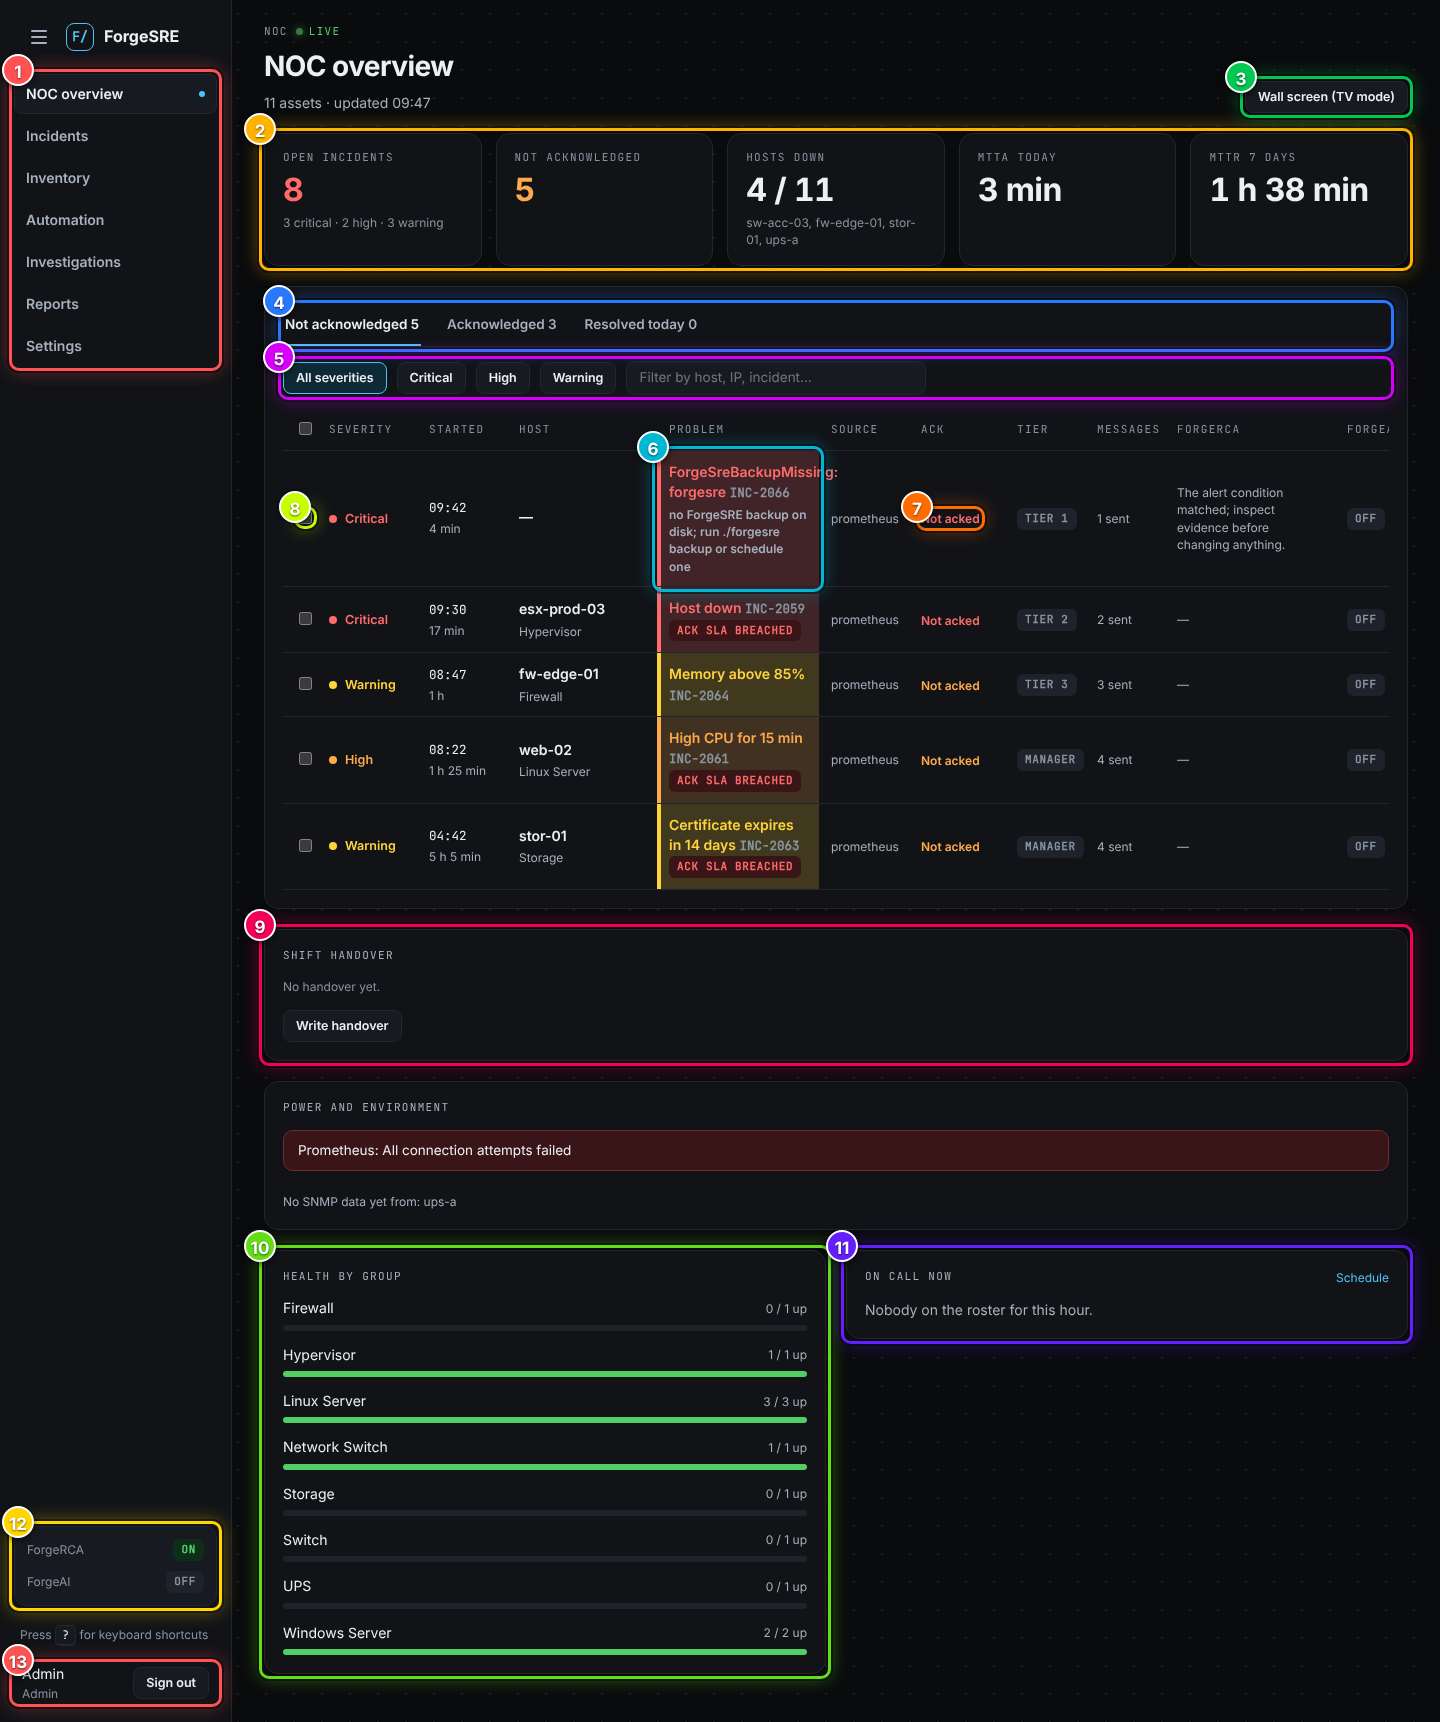 F/ ForgeSRE
1
NOC overview
Incidents
Inventory
Automation
Investigations
Reports
Settings
12
ForgeRCA ON
ForgeAI OFF
Press ? for keyboard shortcuts
13
Admin
Admin
Sign out
NOC LIVE
NOC overview
11 assets · updated 09:47
3
Wall screen (TV mode)
2
OPEN INCIDENTS
8
3 critical · 2 high · 3 warning
NOT ACKNOWLEDGED
5
HOSTS DOWN
4 / 11
sw-acc-03, fw-edge-01, stor-
01, ups-a
MTTA TODAY
3 min
MTTR 7 DAYS
1 h 38 min
4
Not acknowledged 5 Acknowledged 3 Resolved today 0
5
All severities Critical High Warning Filter by host, IP, incident...
SEVERITY STARTED HOST PROBLEM SOURCE ACK TIER MESSAGES FORGERCA FORGEA
8
Critical
09:42
4 min
—
6
ForgeSreBackupMissing:
forgesre INC-2066
no ForgeSRE backup on
disk; run ./forgesre
backup or schedule
one
prometheus
7
Not acked
TIER 1
1 sent
The alert condition
matched; inspect
evidence before
changing anything.
OFF
Critical
09:30
17 min
esx-prod-03
Hypervisor
Host down INC-2059
ACK SLA BREACHED
prometheus
Not acked
TIER 2
2 sent
—
OFF
Warning
08:47
1 h
fw-edge-01
Firewall
Memory above 85%
INC-2064
prometheus
Not acked
TIER 3
3 sent
—
OFF
High
08:22
1 h 25 min
web-02
Linux Server
High CPU for 15 min
INC-2061
ACK SLA BREACHED
prometheus
Not acked
MANAGER
4 sent
—
OFF
Warning
04:42
5 h 5 min
stor-01
Storage
Certificate expires
in 14 days INC-2063
ACK SLA BREACHED
prometheus
Not acked
MANAGER
4 sent
—
OFF
9
SHIFT HANDOVER
No handover yet.
Write handover
POWER AND ENVIRONMENT
Prometheus: All connection attempts failed
No SNMP data yet from: ups-a
10
HEALTH BY GROUP
Firewall 0 / 1 up
Hypervisor 1 / 1 up
Linux Server 3 / 3 up
Network Switch 1 / 1 up
Storage 0 / 1 up
Switch 0 / 1 up
UPS 0 / 1 up
Windows Server 2 / 2 up
11
ON CALL NOW Schedule
Nobody on the roster for this hour.